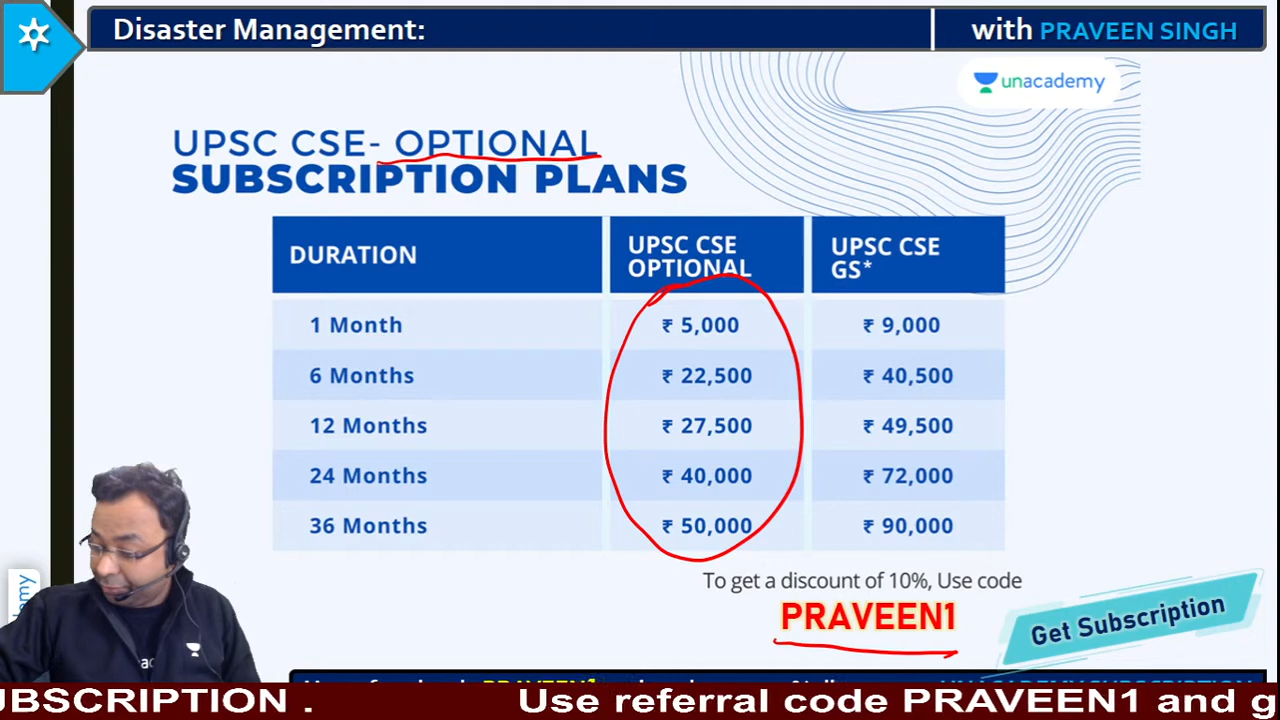 Disaster Management:
with PRAVEEN SINGH
unacademy
UPSC CSE- OPTIONAL
SUBSCRIPTION PLANS
DURATION
UPSC CSE
OPTIONAL
UPSC CSE
GS*
1 Month ₹ 5,000 ₹ 9,000
6 Months ₹ 22,500 ₹ 40,500
12 Months ₹ 27,500 ₹ 49,500
24 Months ₹ 40,000 ₹ 72,000
36 Months ₹ 50,000 ₹ 90,000
To get a discount of 10%, Use code
PRAVEEN1
Get Subscription
demy
una
UBSCRIPTION . Use referral code PRAVEEN1 and g